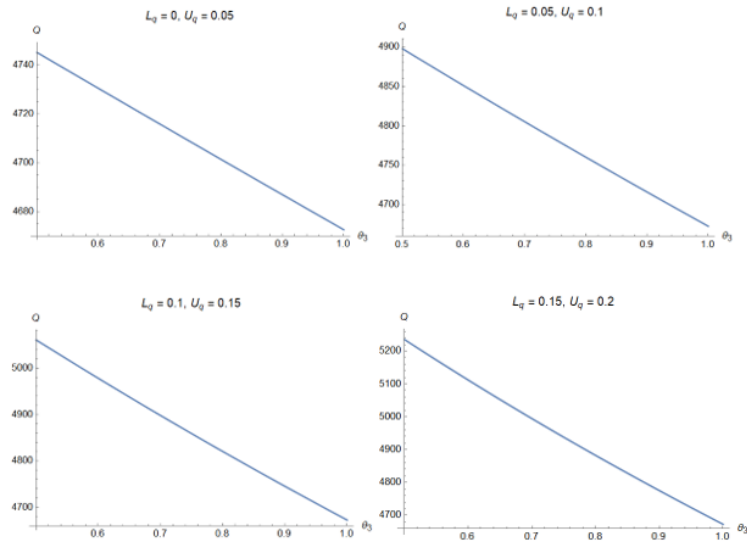 L_q = 0, U_q = 0.05
Q
4740
4720
4700
4680
0.6 0.7 0.8 0.9 1.0 θ_3
L_q = 0.05, U_q = 0.1
Q
4900
4850
4800
4750
4700
0.5 0.6 0.7 0.8 0.9 1.0 θ_3
L_q = 0.1, U_q = 0.15
Q
5000
4900
4800
4700
0.6 0.7 0.8 0.9 1.0 θ_3
L_q = 0.15, U_q = 0.2
Q
5200
5100
5000
4900
4800
4700
0.6 0.7 0.8 0.9 1.0 θ_3